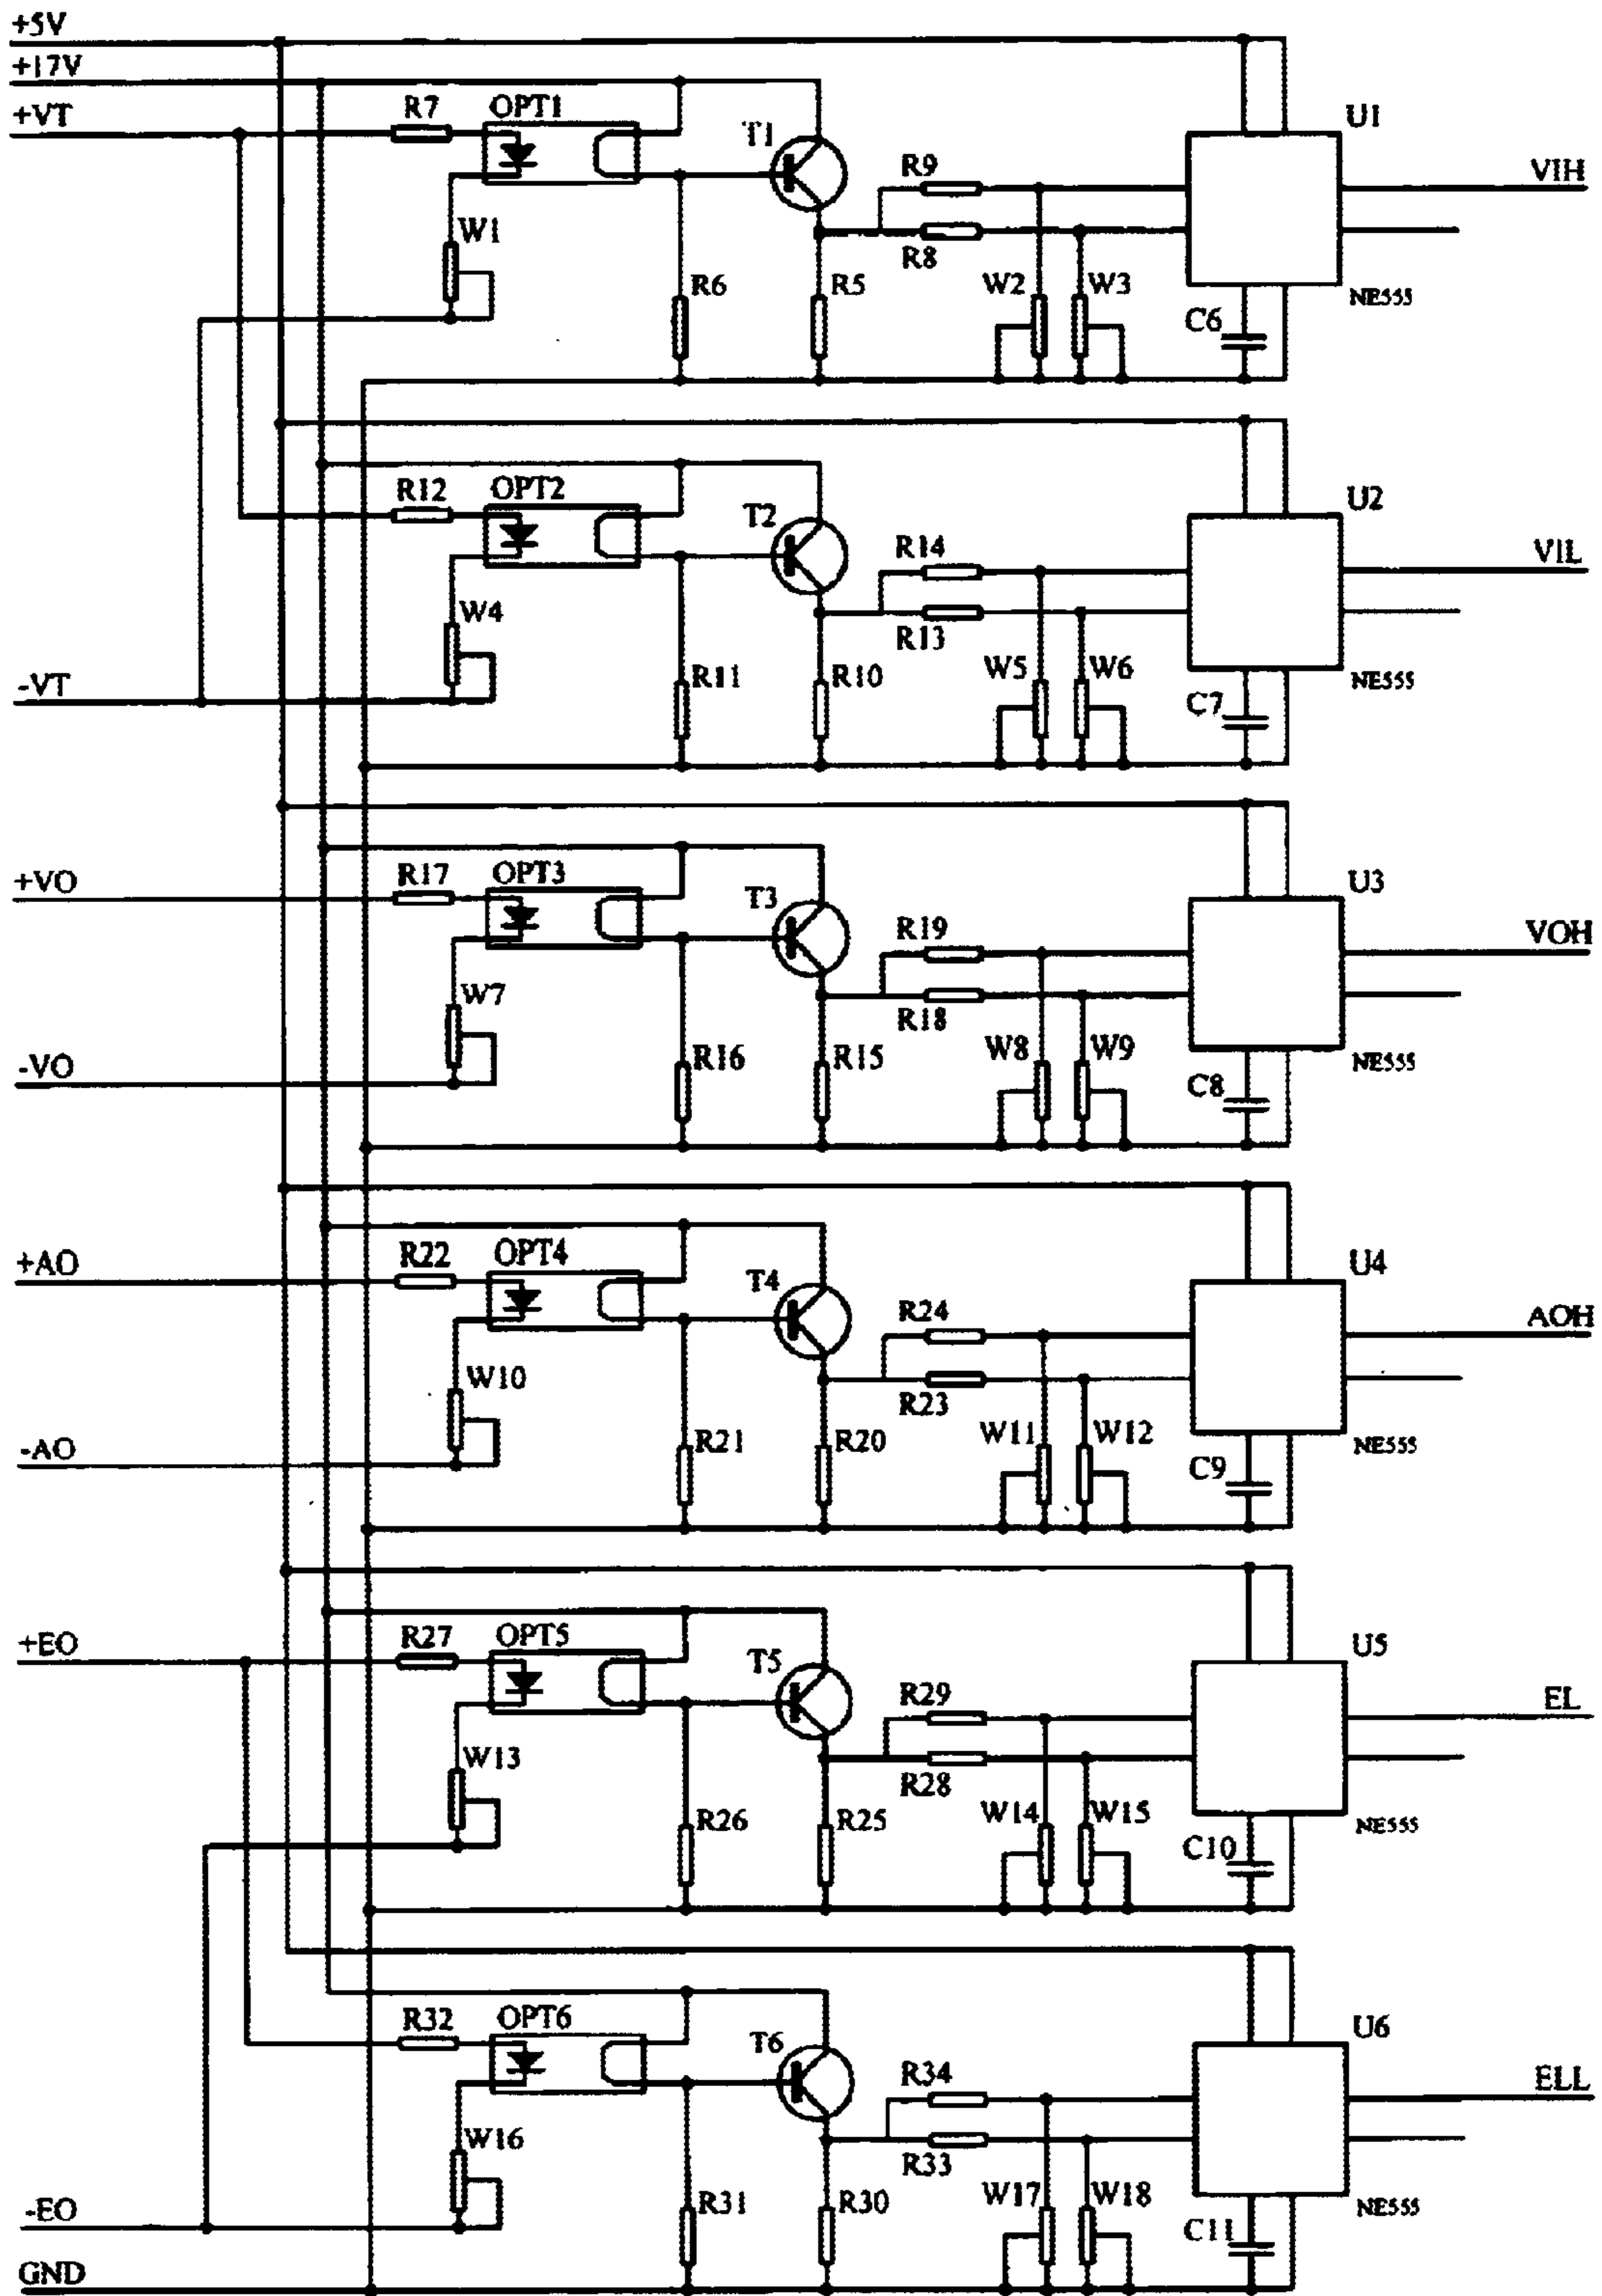 +5V
+17V
+VT
R7
OPT1
T1
U1
R9
VIH
W1
R8
R6
R5
W2
W3
NE555
C6
R12
OPT2
T2
U2
R14
VIL
W4
R13
-VT
R11
R10
W5
W6
NE555
C7
+VO
R17
OPT3
T3
U3
R19
VOH
W7
R18
-VO
R16
R15
W8
W9
NE555
C8
+AO
R22
OPT4
T4
U4
R24
AOH
W10
R23
-AO
R21
R20
W11
W12
NE555
C9
+EO
R27
OPT5
T5
U5
R29
EL
W13
R28
R26
R25
W14
W15
NE555
C10
R32
OPT6
T6
U6
R34
ELL
W16
R33
-EO
R31
R30
W17
W18
NE555
C11
GND